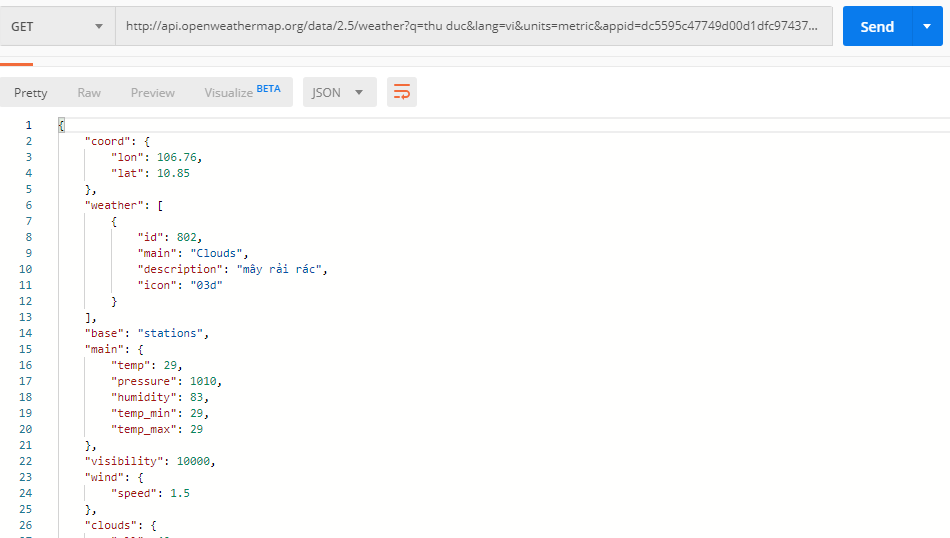 GET http://api.openweathermap.org/data/2.5/weather?q=thu duc&lang=vi&units=metric&appid=dc5595c47749d00d1dfc97437... Send
Pretty Raw Preview Visualize BETA JSON
1 {
2 "coord": {
3 "lon": 106.76,
4 "lat": 10.85
5 },
6 "weather": [
7 {
8 "id": 802,
9 "main": "Clouds",
10 "description": "mây rải rác",
11 "icon": "03d"
12 }
13 ],
14 "base": "stations",
15 "main": {
16 "temp": 29,
17 "pressure": 1010,
18 "humidity": 83,
19 "temp_min": 29,
20 "temp_max": 29
21 },
22 "visibility": 10000,
23 "wind": {
24 "speed": 1.5
25 },
26 "clouds": {